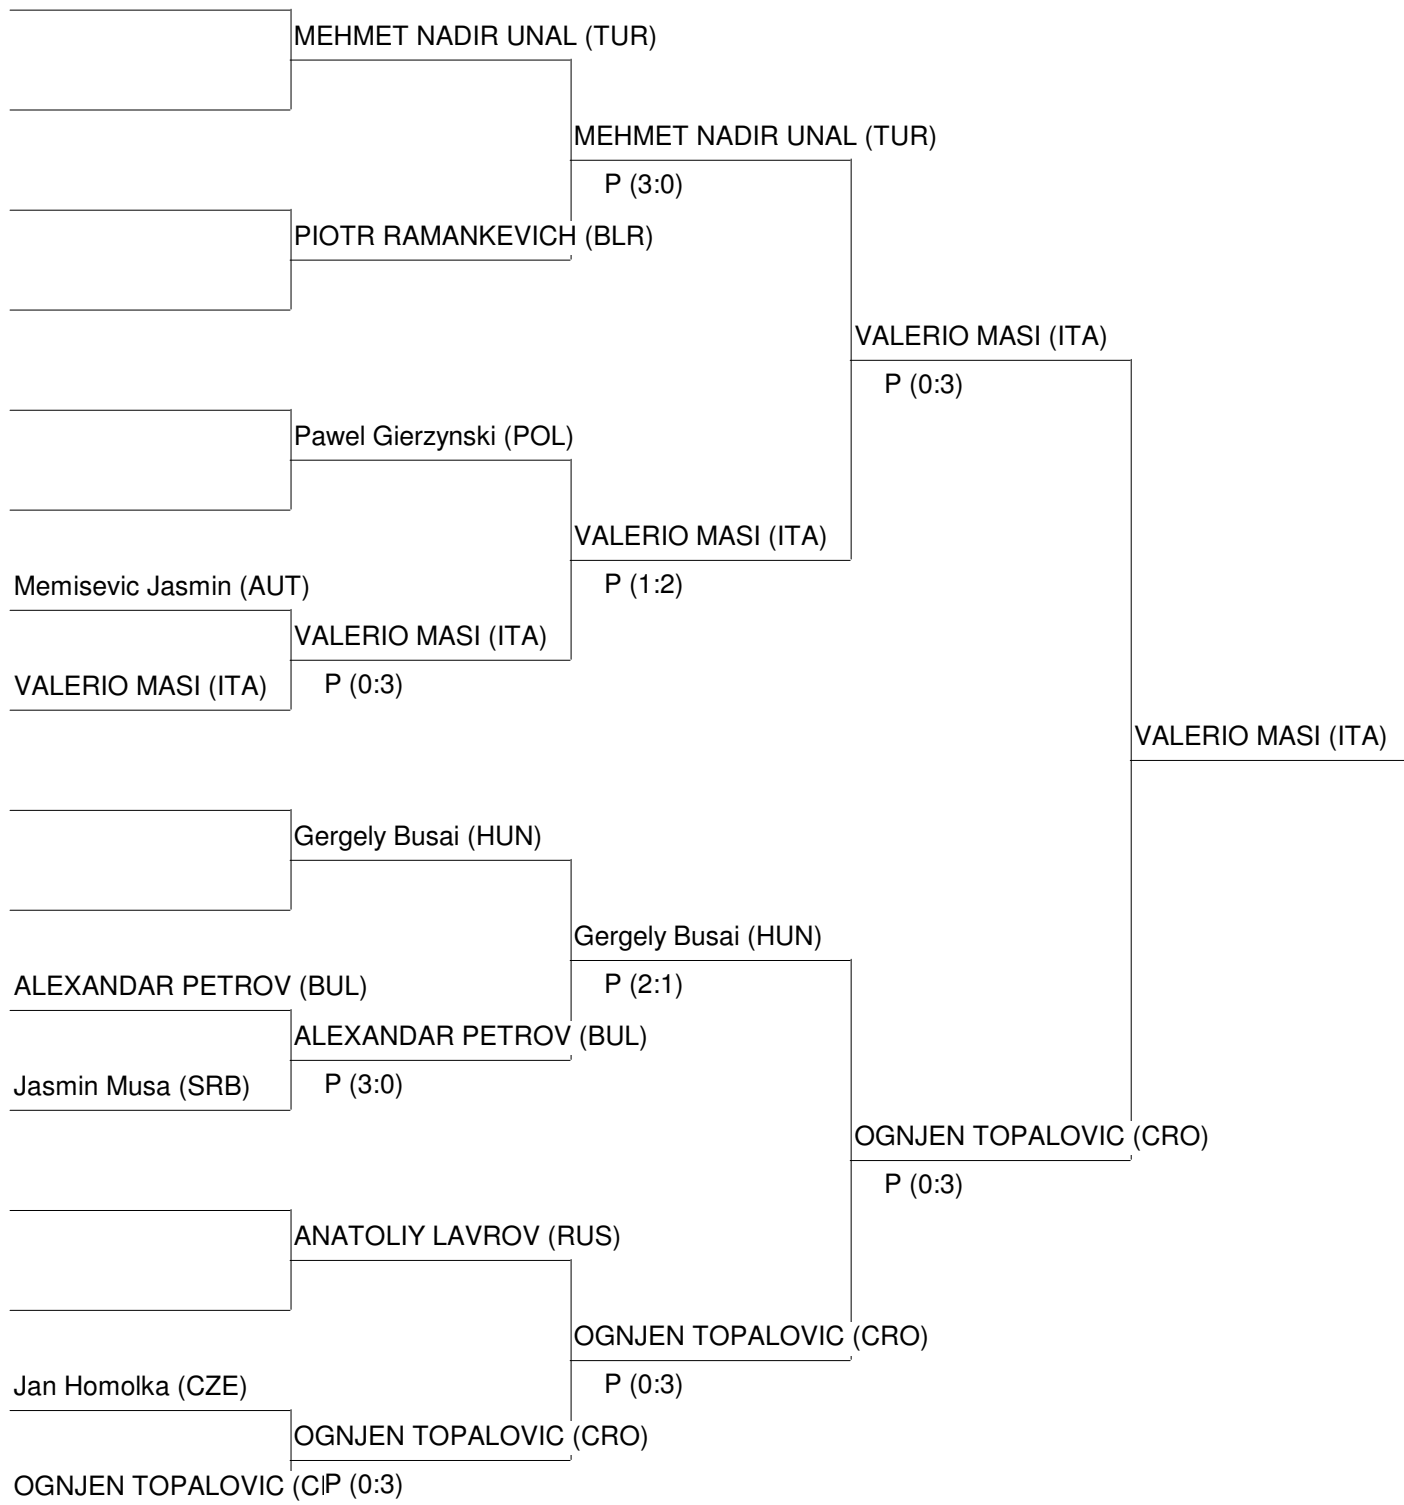 MEHMET NADIR UNAL (TUR)
MEHMET NADIR UNAL (TUR)
P (3:0)
PIOTR RAMANKEVICH (BLR)
VALERIO MASI (ITA)
P (0:3)
Pawel Gierzynski (POL)
VALERIO MASI (ITA)
P (1:2)
Memisevic Jasmin (AUT)
VALERIO MASI (ITA)
P (0:3)
VALERIO MASI (ITA)
VALERIO MASI (ITA)
Gergely Busai (HUN)
Gergely Busai (HUN)
P (2:1)
ALEXANDAR PETROV (BUL)
ALEXANDAR PETROV (BUL)
P (3:0)
Jasmin Musa (SRB)
OGNJEN TOPALOVIC (CRO)
P (0:3)
ANATOLIY LAVROV (RUS)
OGNJEN TOPALOVIC (CRO)
P (0:3)
Jan Homolka (CZE)
OGNJEN TOPALOVIC (CRO)
P (0:3)
OGNJEN TOPALOVIC (C